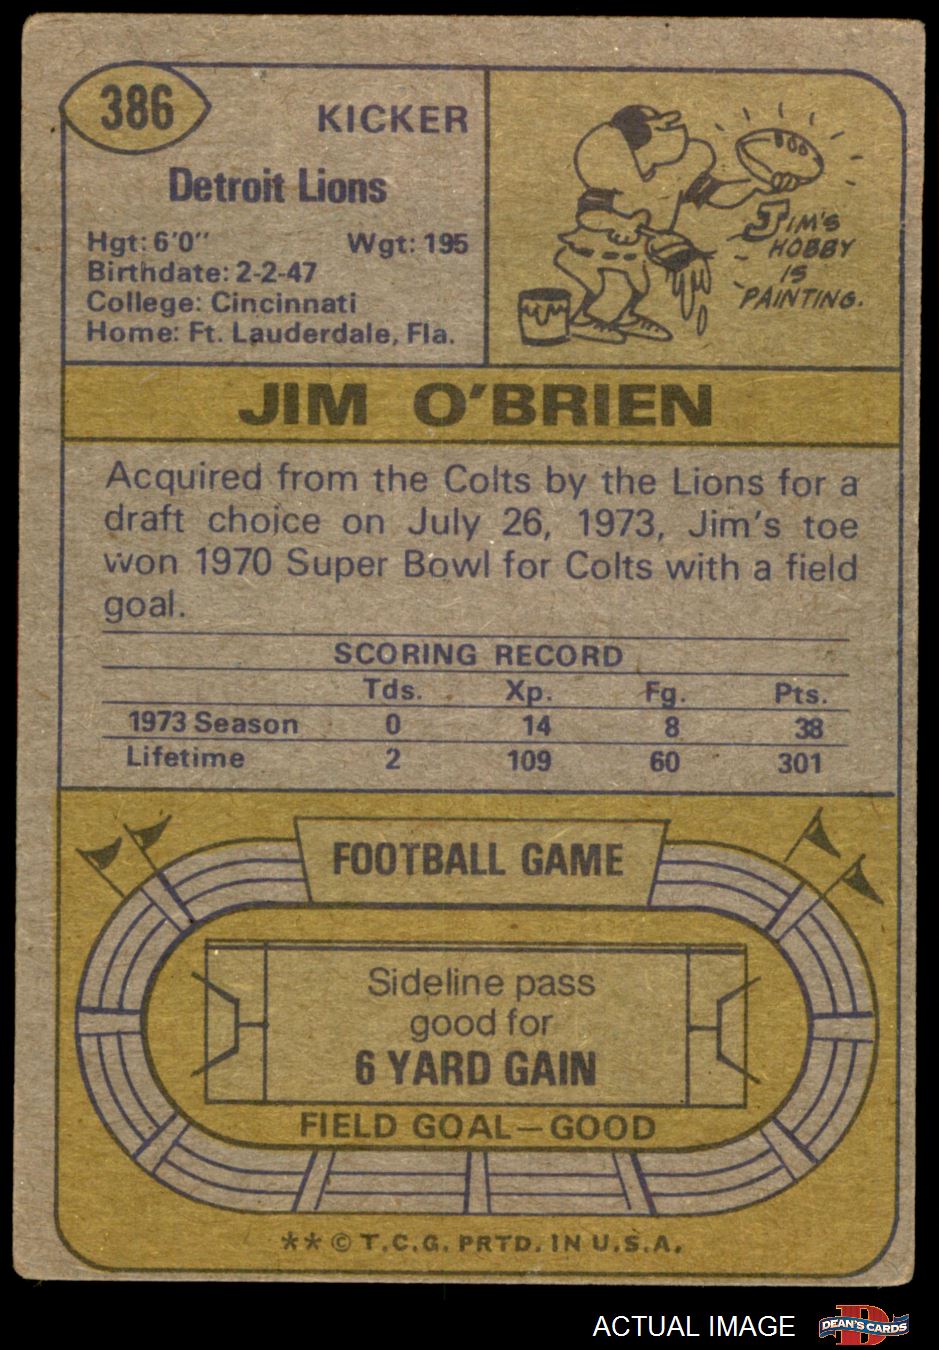 386
KICKER
Detroit Lions
Hgt: 6'0" Wgt: 195
Birthdate: 2-2-47
College: Cincinnati
Home: Ft. Lauderdale, Fla.
JIM'S
HOBBY
IS
PAINTING.
JIM O'BRIEN
Acquired from the Colts by the Lions for a
draft choice on July 26, 1973, Jim's toe
won 1970 Super Bowl for Colts with a field
goal.
SCORING RECORD
Tds. Xp. Fg. Pts.
1973 Season 0 14 8 38
Lifetime 2 109 60 301
FOOTBALL GAME
Sideline pass
good for
6 YARD GAIN
FIELD GOAL—GOOD
** © T.C.G. PRTD. IN U.S.A.
ACTUAL IMAGE
D
DEAN'S CARDS